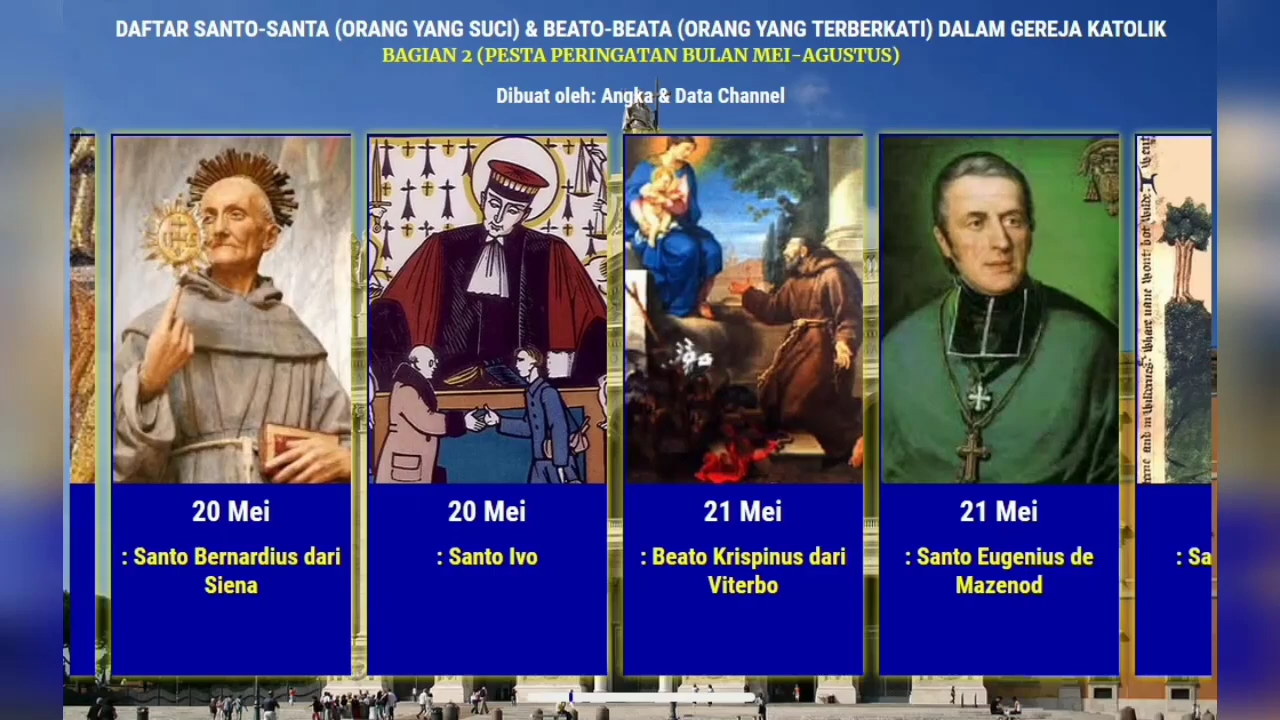 DAFTAR SANTO-SANTA (ORANG YANG SUCI) & BEATO-BEATA (ORANG YANG TERBERKATI) DALAM GEREJA KATOLIK
BAGIAN 2 (PESTA PERINGATAN BULAN MEI-AGUSTUS)
Dibuat oleh: Angka & Data Channel
20 Mei
: Santo Bernardius dari
Siena
20 Mei
: Santo Ivo
21 Mei
: Beato Krispinus dari
Viterbo
21 Mei
: Santo Eugenius de
Mazenod
: Sa